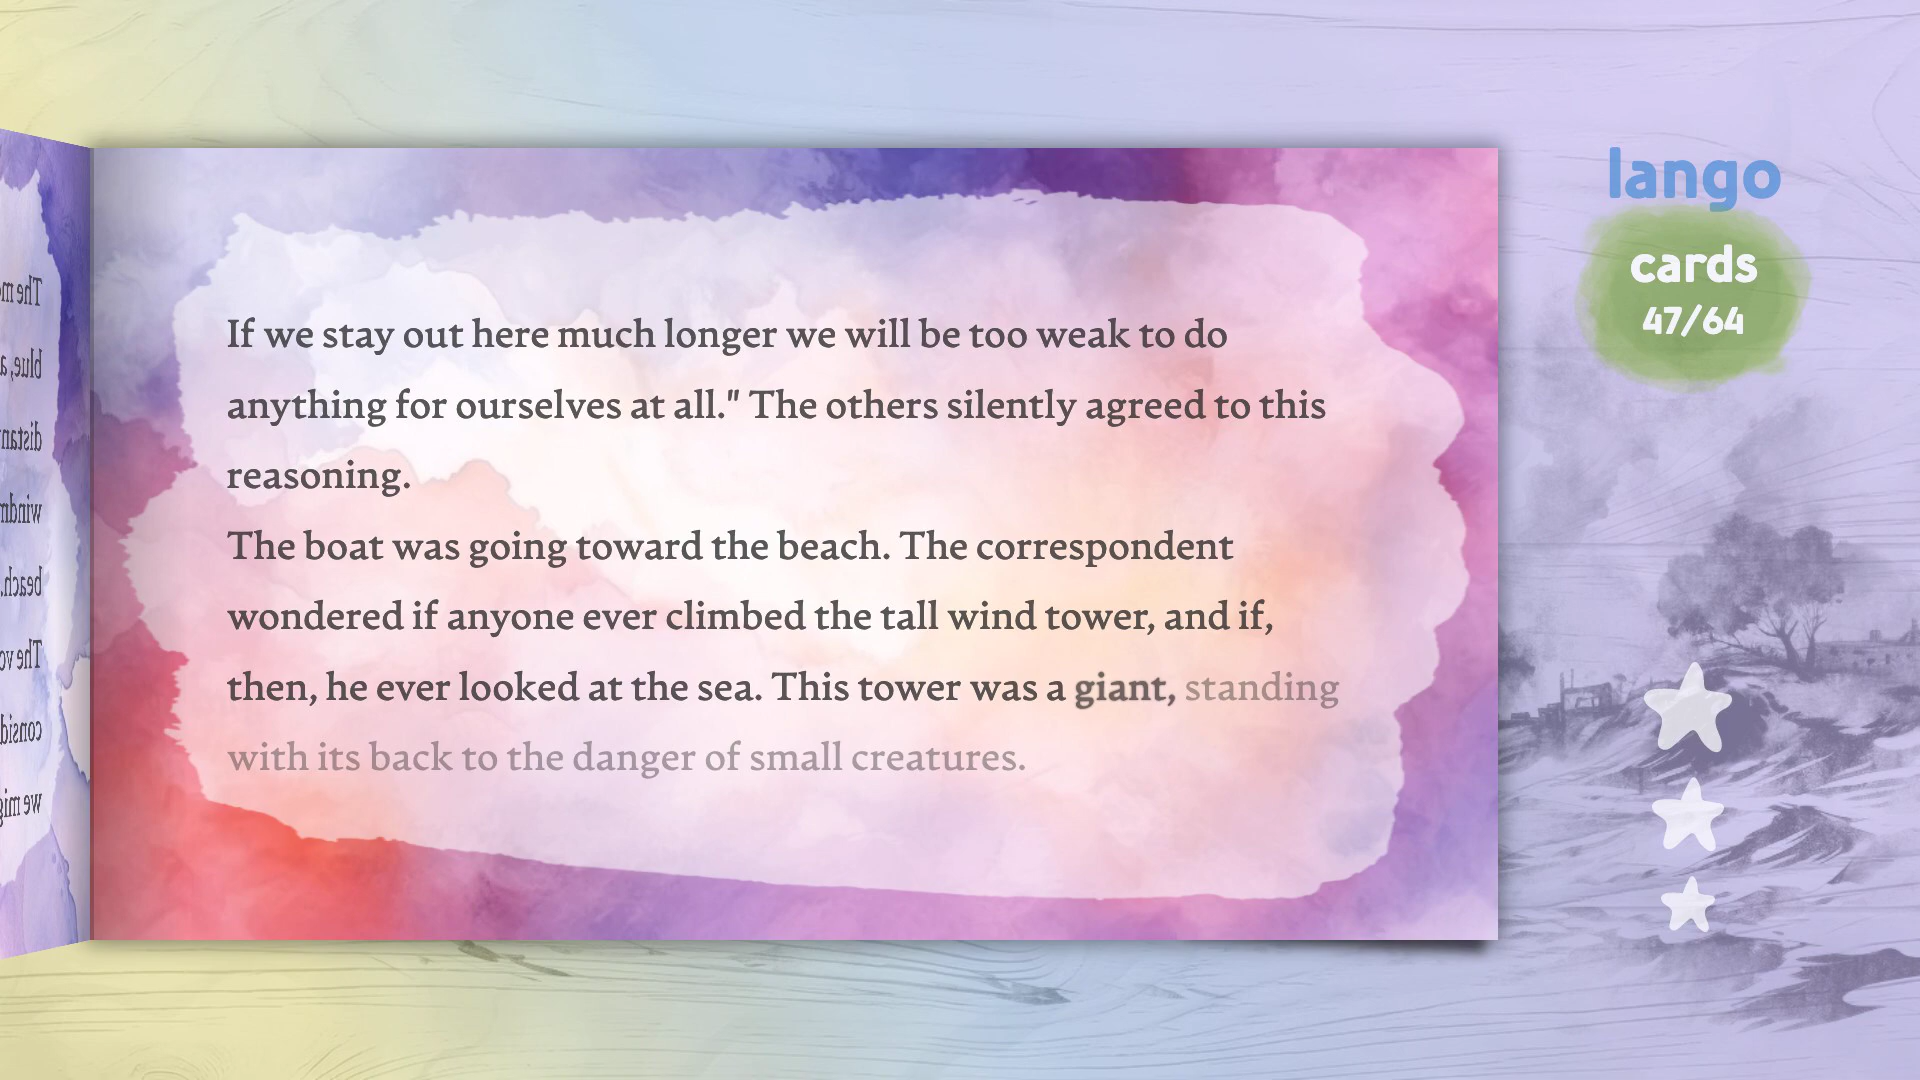 If we stay out here much longer we will be too weak to do
anything for ourselves at all." The others silently agreed to this
reasoning.
The boat was going toward the beach. The correspondent
wondered if anyone ever climbed the tall wind tower, and if,
then, he ever looked at the sea. This tower was a giant, standing
with its back to the danger of small creatures.
lango
cards
47/64
blue, a
beach.